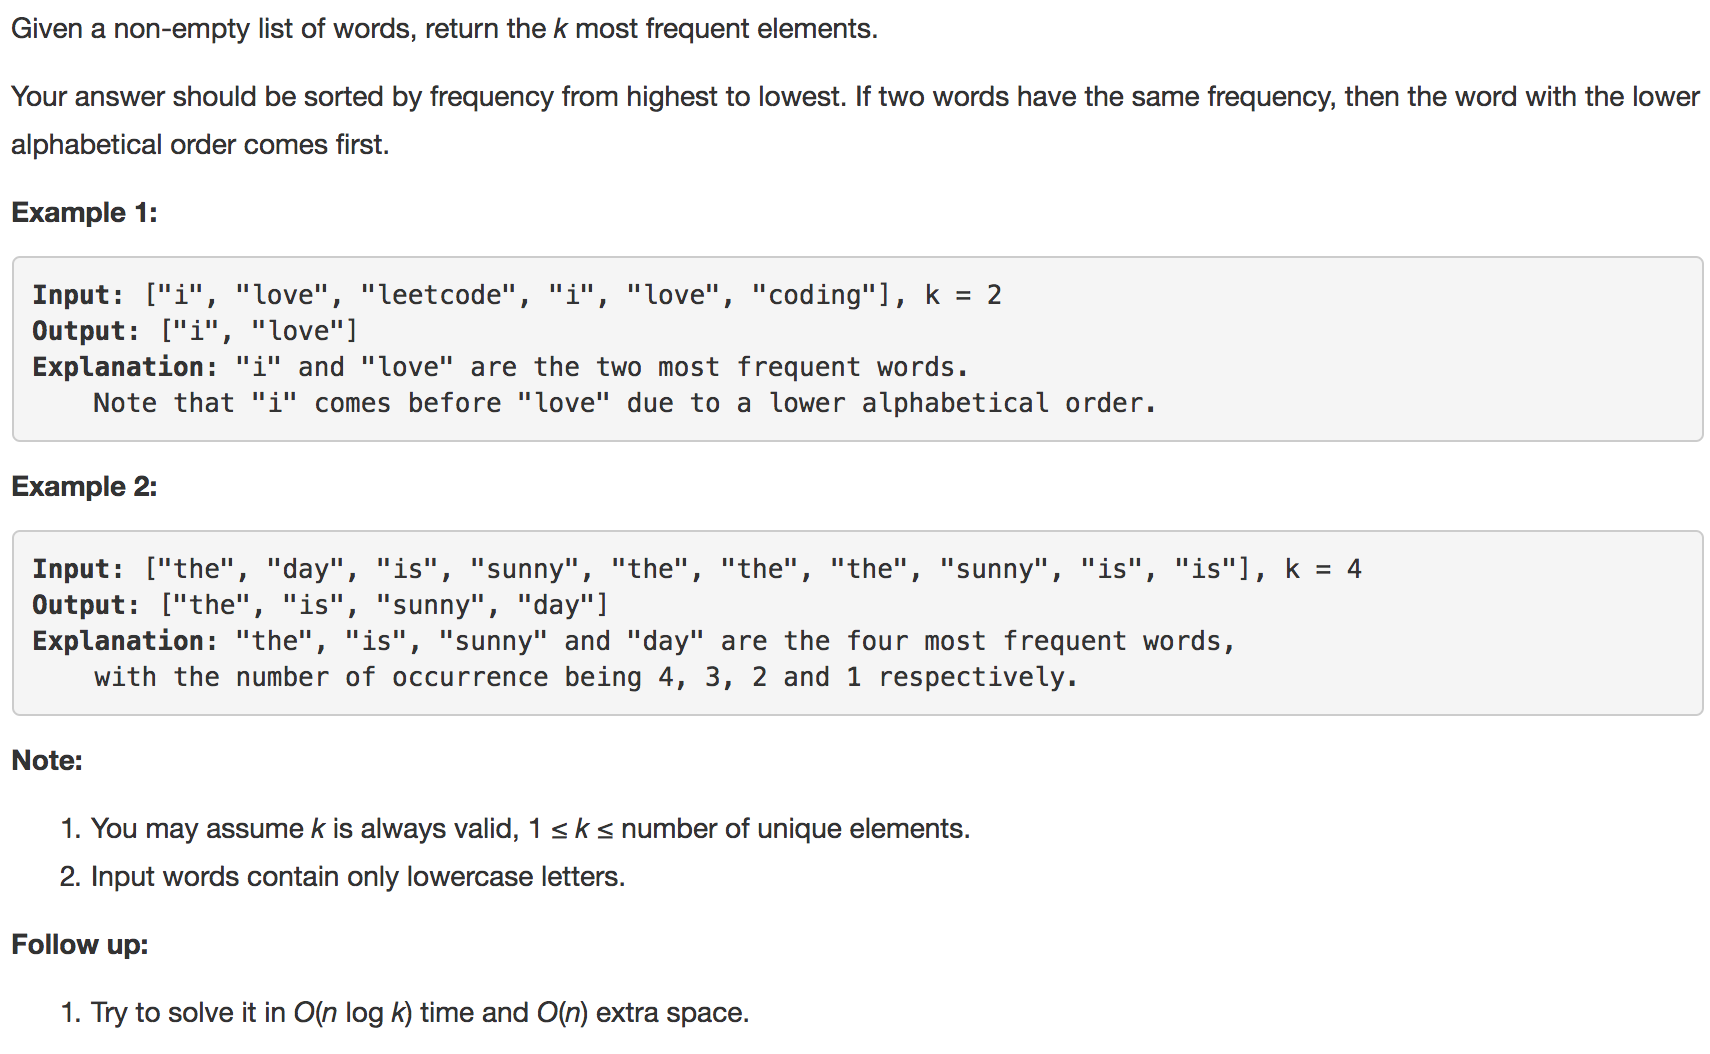 Given a non-empty list of words, return the k most frequent elements.
Your answer should be sorted by frequency from highest to lowest. If two words have the same frequency, then the word with the lower
alphabetical order comes first.
Example 1:
Input: ["i", "love", "leetcode", "i", "love", "coding"], k = 2
Output: ["i", "love"]
Explanation: "i" and "love" are the two most frequent words.
Note that "i" comes before "love" due to a lower alphabetical order.
Example 2:
Input: ["the", "day", "is", "sunny", "the", "the", "the", "sunny", "is", "is"], k = 4
Output: ["the", "is", "sunny", "day"]
Explanation: "the", "is", "sunny" and "day" are the four most frequent words,
with the number of occurrence being 4, 3, 2 and 1 respectively.
Note:
1. You may assume k is always valid, 1 ≤ k ≤ number of unique elements.
2. Input words contain only lowercase letters.
Follow up:
1. Try to solve it in O(n log k) time and O(n) extra space.